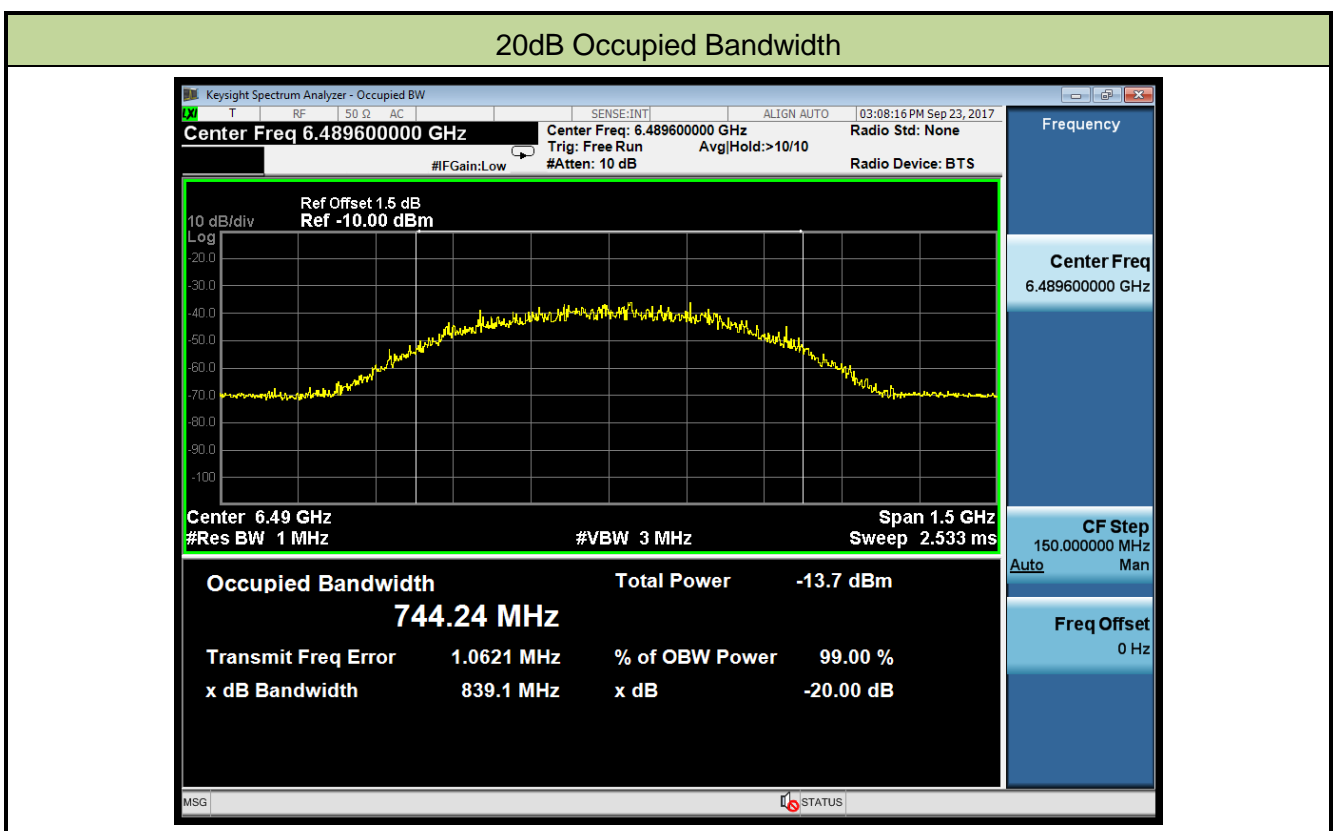 20dB Occupied Bandwidth
Keysight Spectrum Analyzer - Occupied BW
LXI T RF 50 Ω AC SENSE:INT ALIGN AUTO 03:08:16 PM Sep 23, 2017
Center Freq 6.489600000 GHz Center Freq: 6.489600000 GHz Radio Std: None
Trig: Free Run Avg|Hold:>10/10
#IFGain:Low #Atten: 10 dB Radio Device: BTS
Frequency
Ref Offset 1.5 dB
10 dB/div Ref -10.00 dBm
Log
-20.0
-30.0
-40.0
-50.0
-60.0
-70.0
-80.0
-90.0
-100
Center 6.49 GHz Span 1.5 GHz
#Res BW 1 MHz #VBW 3 MHz Sweep 2.533 ms
Center Freq
6.489600000 GHz
CF Step
150.000000 MHz
Auto Man
Freq Offset
0 Hz
Occupied Bandwidth Total Power -13.7 dBm
744.24 MHz
Transmit Freq Error 1.0621 MHz % of OBW Power 99.00 %
x dB Bandwidth 839.1 MHz x dB -20.00 dB
MSG STATUS